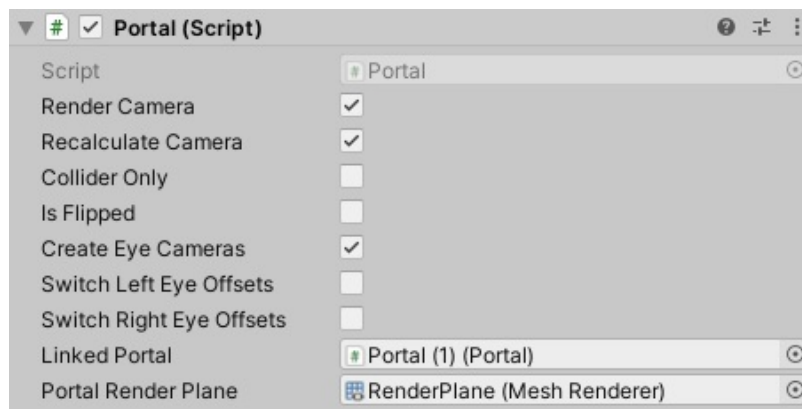 Portal (Script)
Script Portal
Render Camera
Recalculate Camera
Collider Only
Is Flipped
Create Eye Cameras
Switch Left Eye Offsets
Switch Right Eye Offsets
Linked Portal Portal (1) (Portal)
Portal Render Plane RenderPlane (Mesh Renderer)